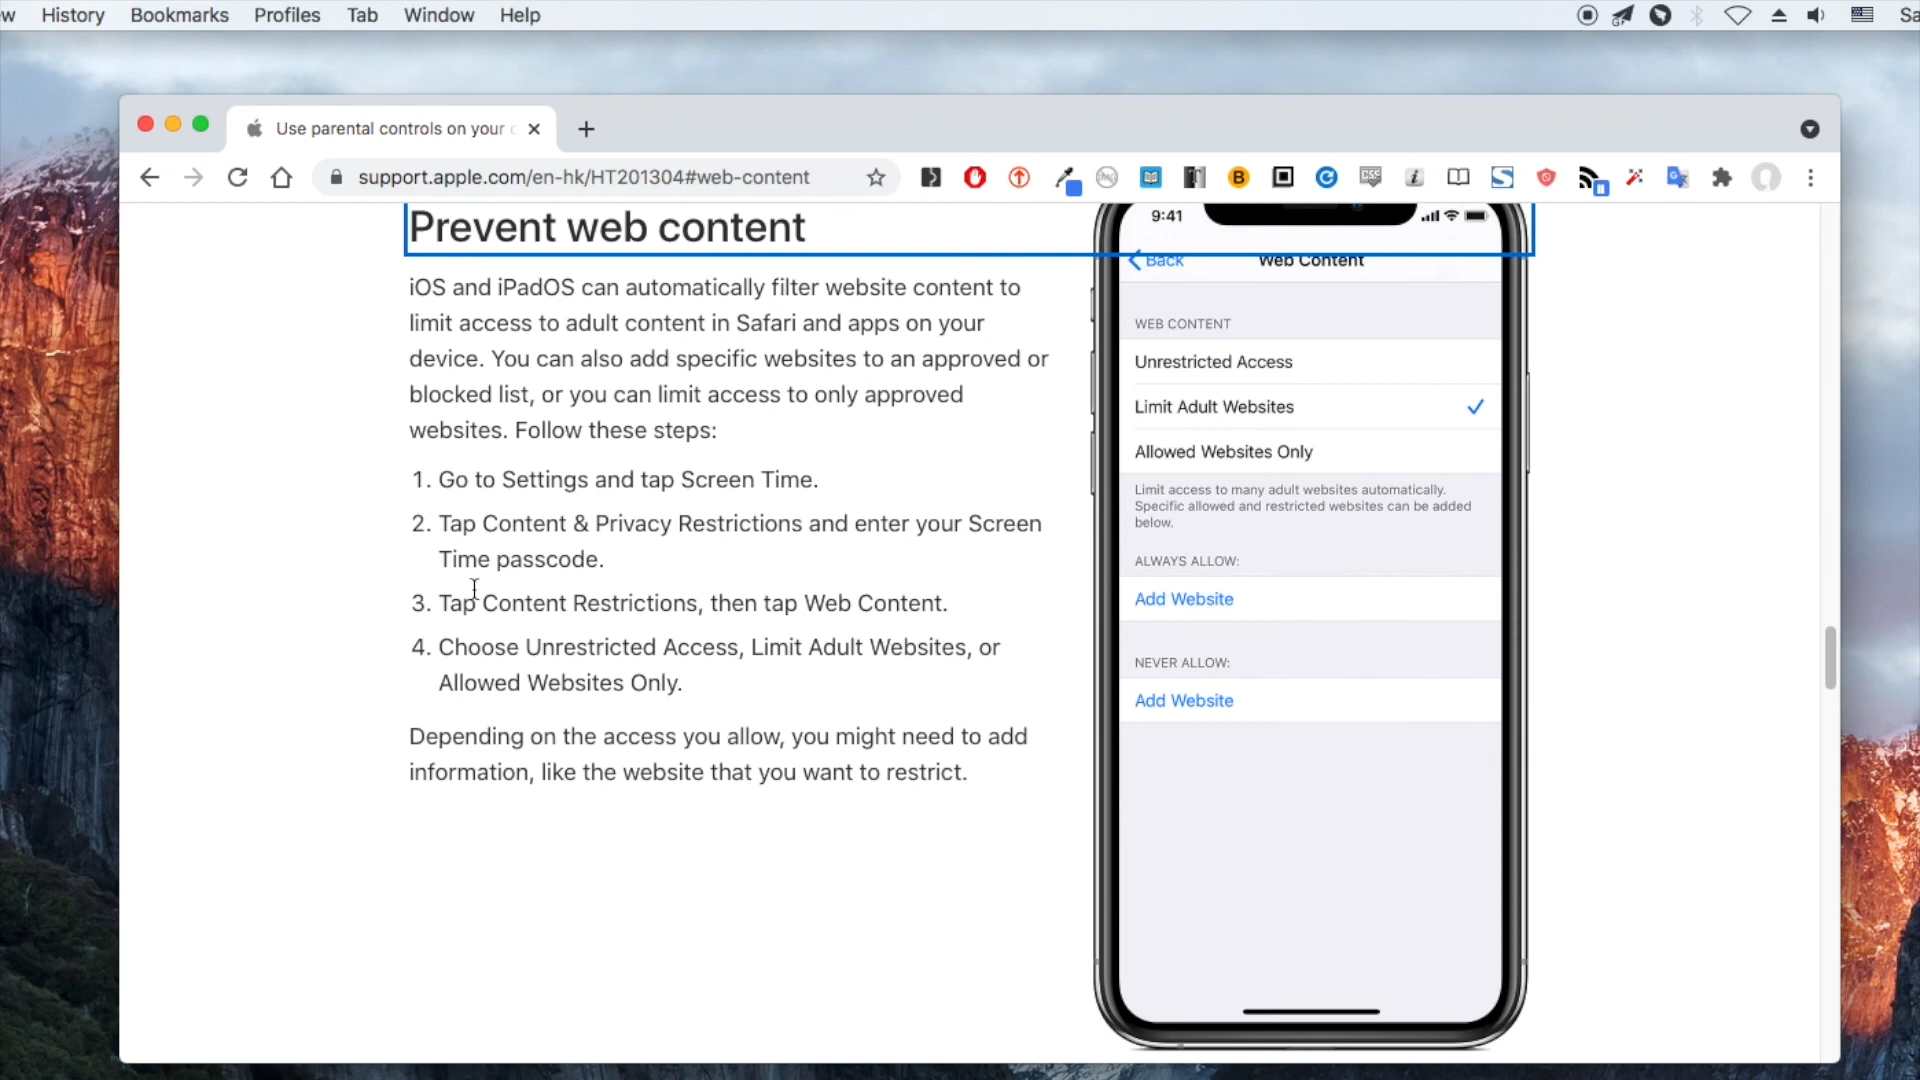 w History Bookmarks Profiles Tab Window Help Sa
Use parental controls on your
support.apple.com/en-hk/HT201304#web-content
Prevent web content
iOS and iPadOS can automatically filter website content to
limit access to adult content in Safari and apps on your
device. You can also add specific websites to an approved or
blocked list, or you can limit access to only approved
websites. Follow these steps:
1. Go to Settings and tap Screen Time.
2. Tap Content & Privacy Restrictions and enter your Screen
Time passcode.
3. Tap Content Restrictions, then tap Web Content.
4. Choose Unrestricted Access, Limit Adult Websites, or
Allowed Websites Only.
Depending on the access you allow, you might need to add
information, like the website that you want to restrict.
9:41
Back Web Content
WEB CONTENT
Unrestricted Access
Limit Adult Websites
Allowed Websites Only
Limit access to many adult websites automatically.
Specific allowed and restricted websites can be added
below.
ALWAYS ALLOW:
Add Website
NEVER ALLOW:
Add Website